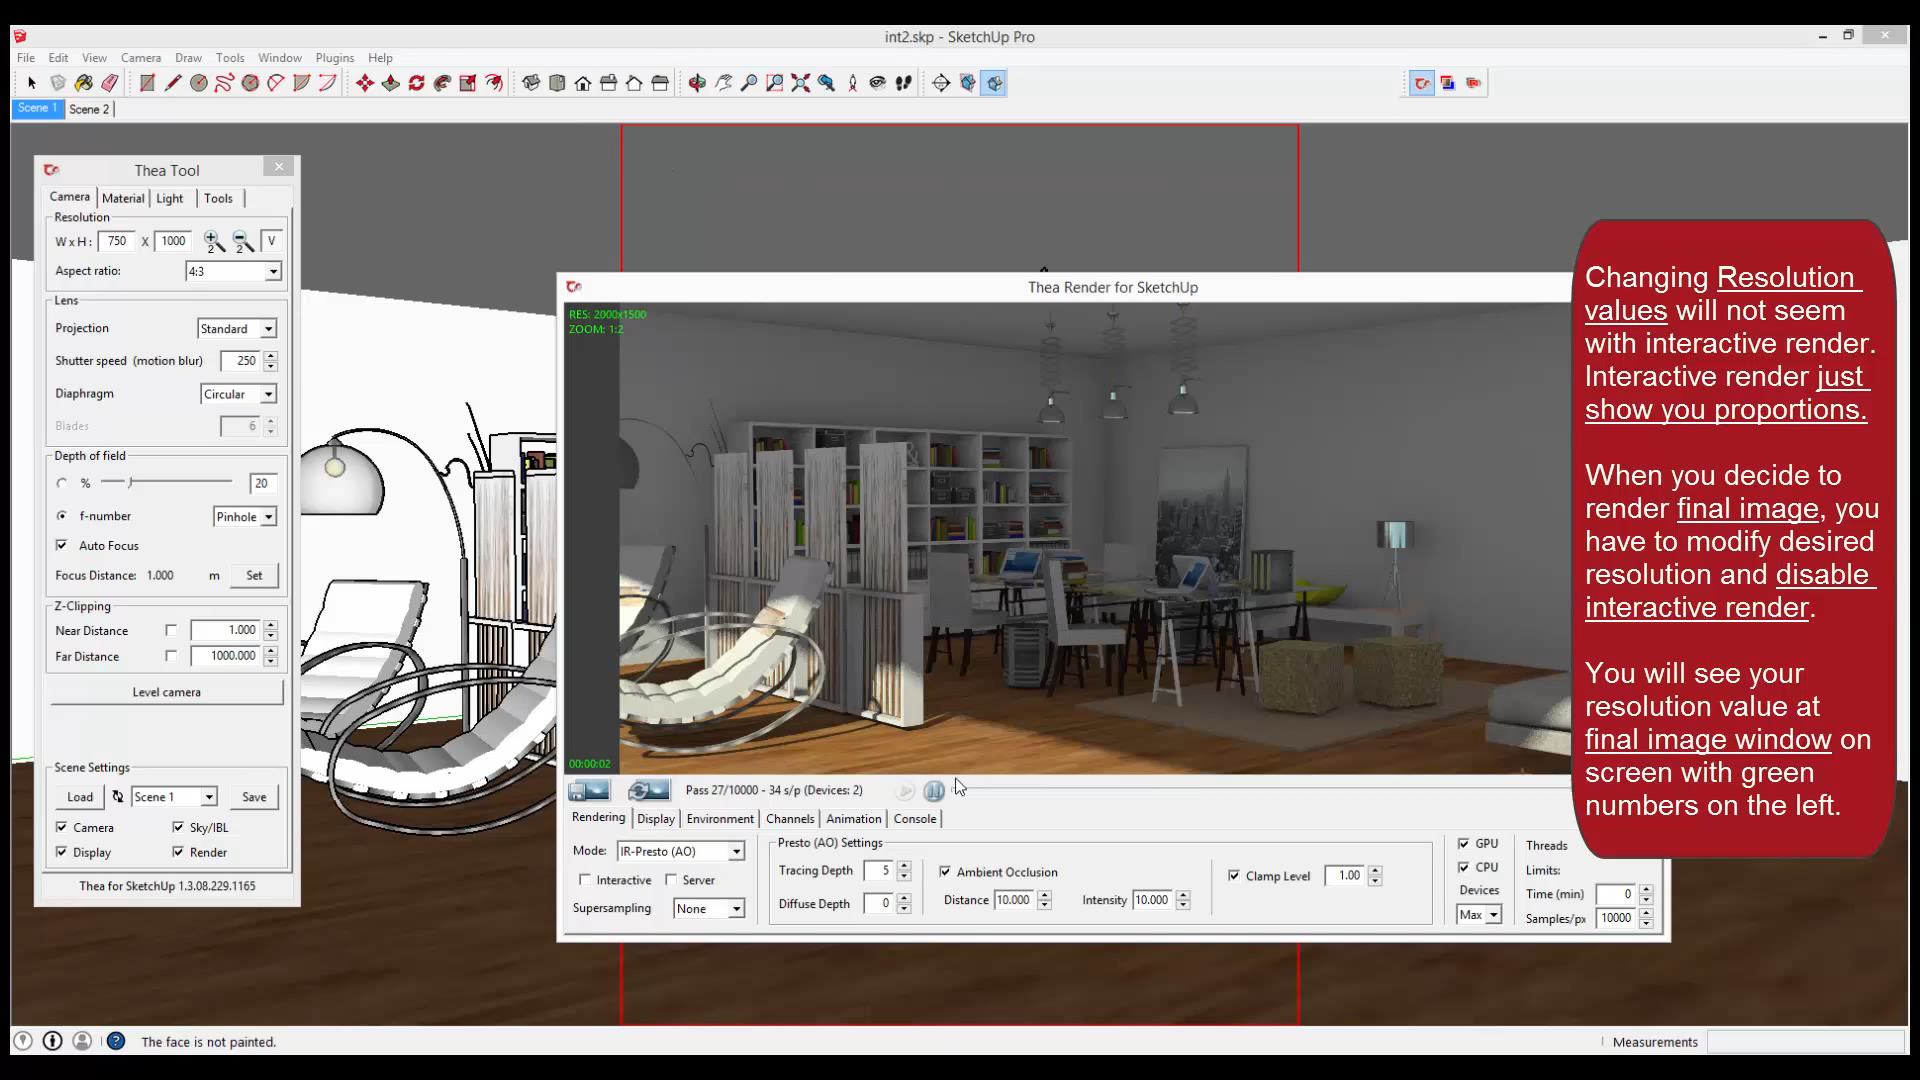 int2.skp - SketchUp Pro
File Edit View Camera Draw Tools Window Plugins Help
Scene 1 Scene 2
Thea Tool
Camera Material Light Tools
Resolution
W x H : 750 X 1000 2 2 V
Aspect ratio: 4:3
Lens
Projection Standard
Shutter speed (motion blur) 250
Diaphragm Circular
Blades 6
Depth of field
% 20
f-number Pinhole
Auto Focus
Focus Distance: 1.000 m Set
Z-Clipping
Near Distance 1.000
Far Distance 1000.000
Level camera
Scene Settings
Load Scene 1 Save
Camera Sky/IBL
Display Render
Thea for SketchUp 1.3.08.229.1165
Thea Render for SketchUp
RES: 2000x1500
ZOOM: 1:2
00:00:02
Pass 27/10000 - 34 s/p (Devices: 2)
Rendering Display Environment Channels Animation Console
Mode: IR-Presto (AO)
Interactive Server
Supersampling None
Presto (AO) Settings
Tracing Depth 5
Diffuse Depth 0
Ambient Occlusion
Distance 10.000 Intensity 10.000
Clamp Level 1.00
GPU
CPU
Devices
Max
Threads
Limits:
Time (min) 0
Samples/px 10000
Changing Resolution
values will not seem
with interactive render.
Interactive render just
show you proportions.
When you decide to
render final image, you
have to modify desired
resolution and disable
interactive render.
You will see your
resolution value at
final image window on
screen with green
numbers on the left.
The face is not painted.
Measurements